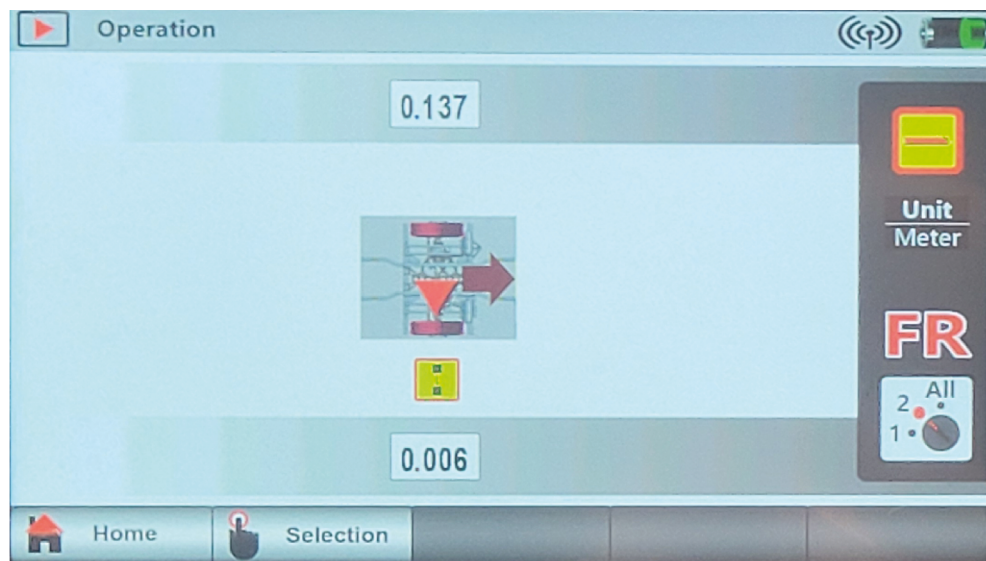 Operation
0.137
Unit
Meter
FR
All
2
1
0.006
Home
Selection